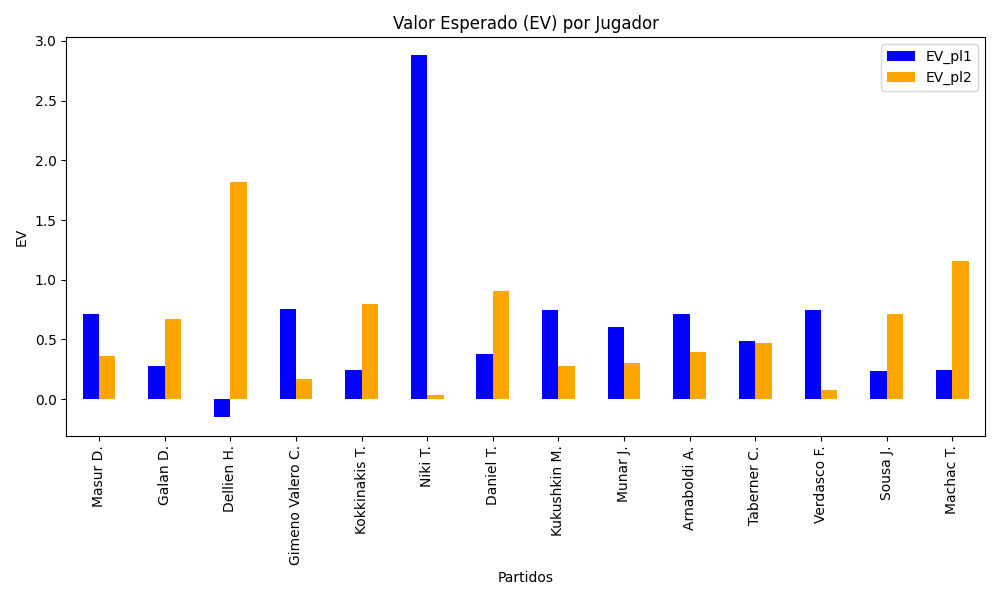 Valor Esperado (EV) por Jugador
EV_pl1
EV_pl2
EV
3.0
2.5
2.0
1.5
1.0
0.5
0.0
Masur D.
Galan D.
Dellien H.
Gimeno Valero C.
Kokkinakis T.
Niki T.
Daniel T.
Kukushkin M.
Munar J.
Arnaboldi A.
Taberner C.
Verdasco F.
Sousa J.
Machac T.
Partidos